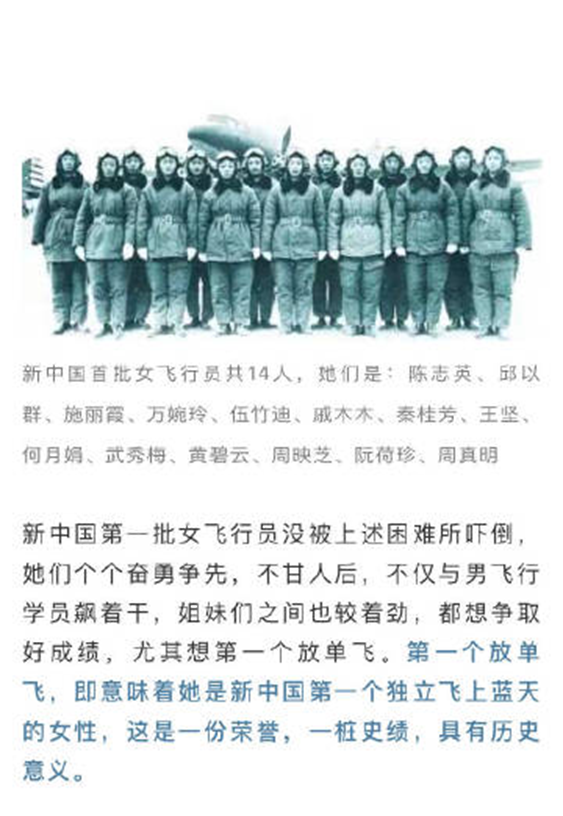 新中国首批女飞行员共14人，她们是：陈志英、邱以
群、施丽霞、万婉玲、伍竹迪、戚木木、秦桂芳、王坚、
何月娟、武秀梅、黄碧云、周映芝、阮荷珍、周真明
新中国第一批女飞行员没被上述困难所吓倒，
她们个个奋勇争先，不甘人后，不仅与男飞行
学员飙着干，姐妹们之间也较着劲，都想争取
好成绩，尤其想第一个放单飞。第一个放单
飞，即意味着她是新中国第一个独立飞上蓝天
的女性，这是一份荣誉，一桩史绩，具有历史
意义。